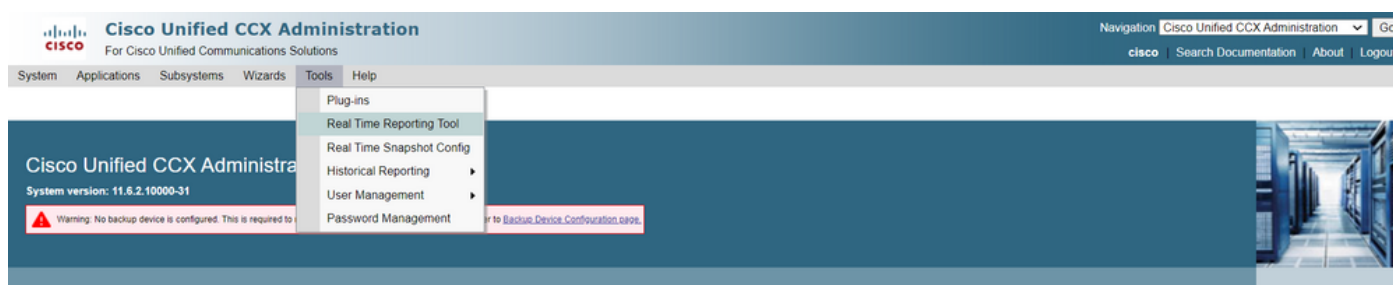 Cisco Unified CCX Administration
Navigation Cisco Unified CCX Administration Go
CISCO For Cisco Unified Communications Solutions
cisco | Search Documentation | About | Logou
System Applications Subsystems Wizards Tools Help
Plug-ins
Real Time Reporting Tool
Real Time Snapshot Config
Historical Reporting
User Management
Password Management
Cisco Unified CCX Administra
System version: 11.6.2.10000-31
Warning: No backup device is configured. This is required to
r to Backup Device Configuration page.